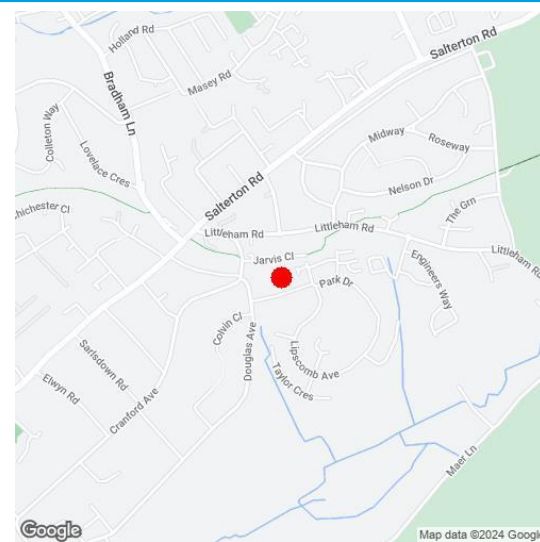 Holland Rd
Salterton Rd
Masey Rd
Bradham Ln
Colleton Way
Midway
Roseway
Lovelace Cres
Nelson Dr
Salterton Rd
hichester Cl
The Grn
Littleham Rd
Littleham Rd
Littleham Rd
Jarvis Cl
Engineers Way
Park Dr
Colvin Cl
Douglas Ave
Lipscomb Ave
Sarlsdown Rd
Taylor Cres
Elwyn Rd
Cranford Ave
Maer Ln
Google
Map data ©2024 Google